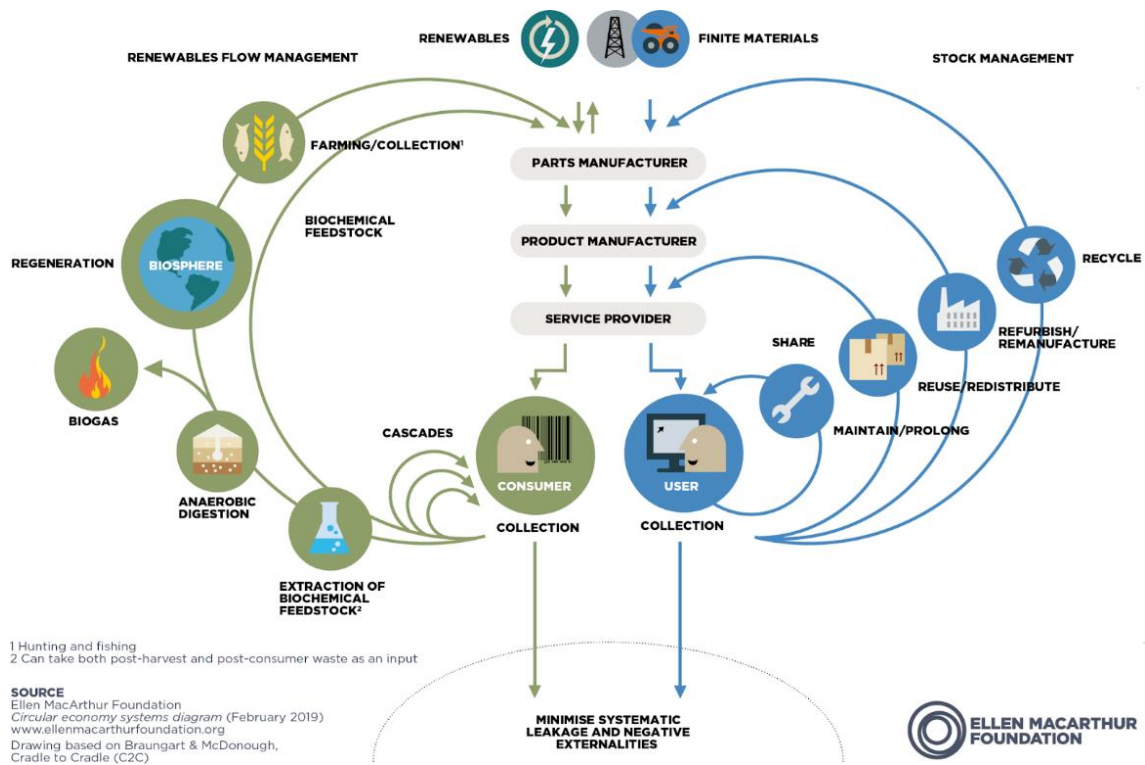 RENEWABLES
FINITE MATERIALS
RENEWABLES FLOW MANAGEMENT
STOCK MANAGEMENT
FARMING/COLLECTION¹
PARTS MANUFACTURER
BIOCHEMICAL
FEEDSTOCK
PRODUCT MANUFACTURER
REGENERATION
BIOSPHERE
RECYCLE
SERVICE PROVIDER
SHARE
REFURBISH/
REMANUFACTURE
REUSE/REDISTRIBUTE
BIOGAS
CASCADES
MAINTAIN/PROLONG
CONSUMER
USER
ANAEROBIC
DIGESTION
COLLECTION
COLLECTION
EXTRACTION OF
BIOCHEMICAL
FEEDSTOCK²
1 Hunting and fishing
2 Can take both post-harvest and post-consumer waste as an input
SOURCE
Ellen MacArthur Foundation
Circular economy systems diagram (February 2019)
www.ellenmacarthurfoundation.org
Drawing based on Braungart & McDonough,
Cradle to Cradle (C2C)
MINIMISE SYSTEMATIC
LEAKAGE AND NEGATIVE
EXTERNALITIES
ELLEN MACARTHUR
FOUNDATION